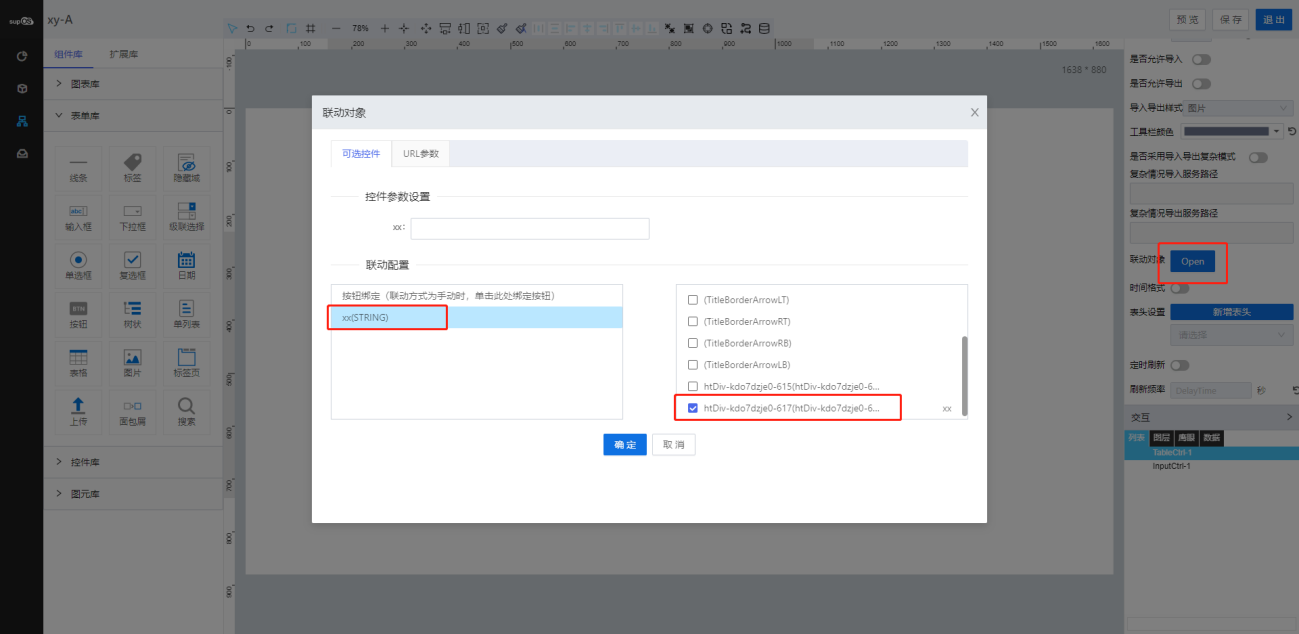 supOS
xy-A
预 览
保 存
退 出
78%
组件库
扩展库
图表库
表单库
线条
标签
隐藏域
输入框
下拉框
级联选择
单选框
复选框
日期
按钮
树状
单列表
表格
图片
标签页
上传
面包屑
搜索
控件库
图元库
0
100
200
300
400
500
600
700
800
900
1000
1100
1200
1300
1400
1500
1600
1638 * 880
联动对象
可选控件
URL参数
控件参数设置
xx:
联动配置
按钮绑定（联动方式为手动时，单击此处绑定按钮）
xx(STRING)
(TitleBorderArrowLT)
(TitleBorderArrowRT)
(TitleBorderArrowRB)
(TitleBorderArrowLB)
htDiv-kdo7dzje0-615(htDiv-kdo7dzje0-6...
htDiv-kdo7dzje0-617(htDiv-kdo7dzje0-6...
xx
确 定
取 消
是否允许导入
是否允许导出
导入导出样式
图片
工具栏颜色
是否采用导入导出复杂模式
复杂情况导入服务路径
复杂情况导出服务路径
联动对象
Open
时间格式
表头设置
新增表头
请选择
定时刷新
刷新频率
DelayTime
秒
交互
列表
图层
数据
TableCtrl-1
InputCtrl-1